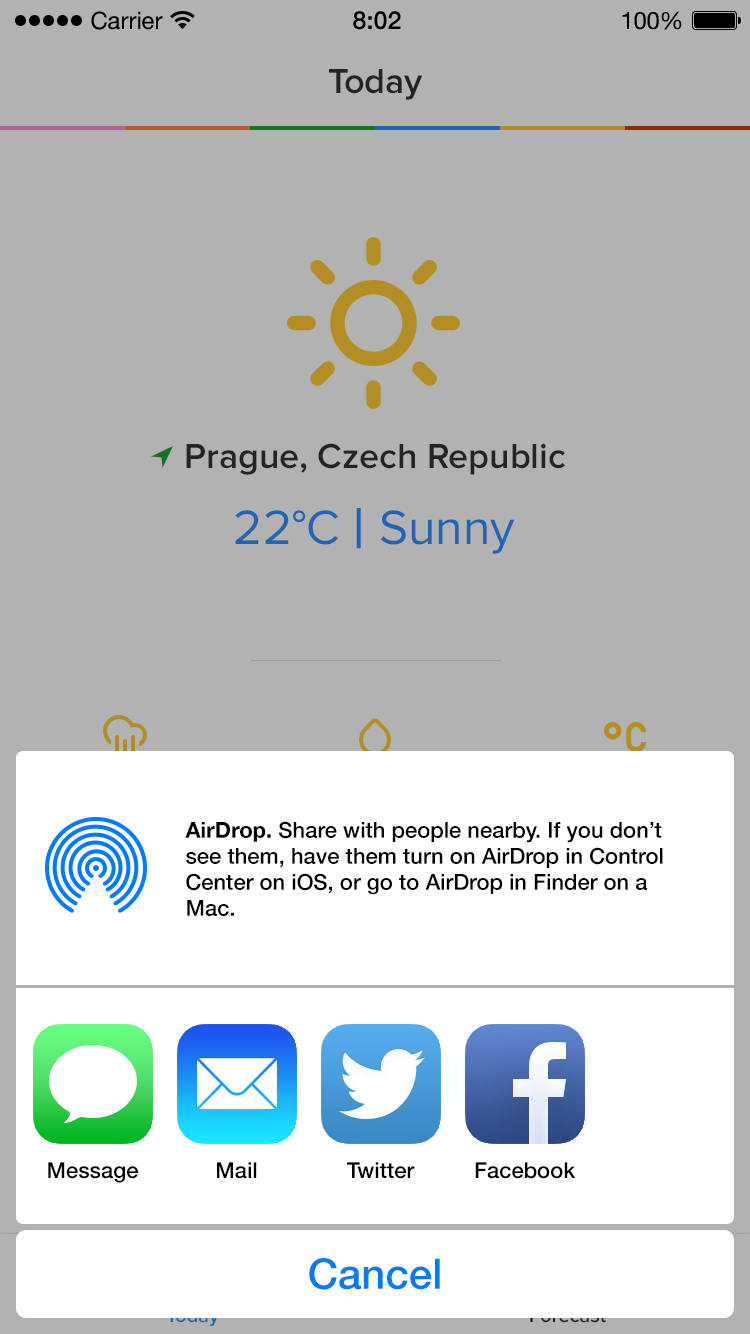 Carrier 8:02 100%
Today
Prague, Czech Republic
22°C | Sunny
°C
AirDrop. Share with people nearby. If you don’t
see them, have them turn on AirDrop in Control
Center on iOS, or go to AirDrop in Finder on a
Mac.
Message Mail Twitter Facebook
Cancel
Today Forecast